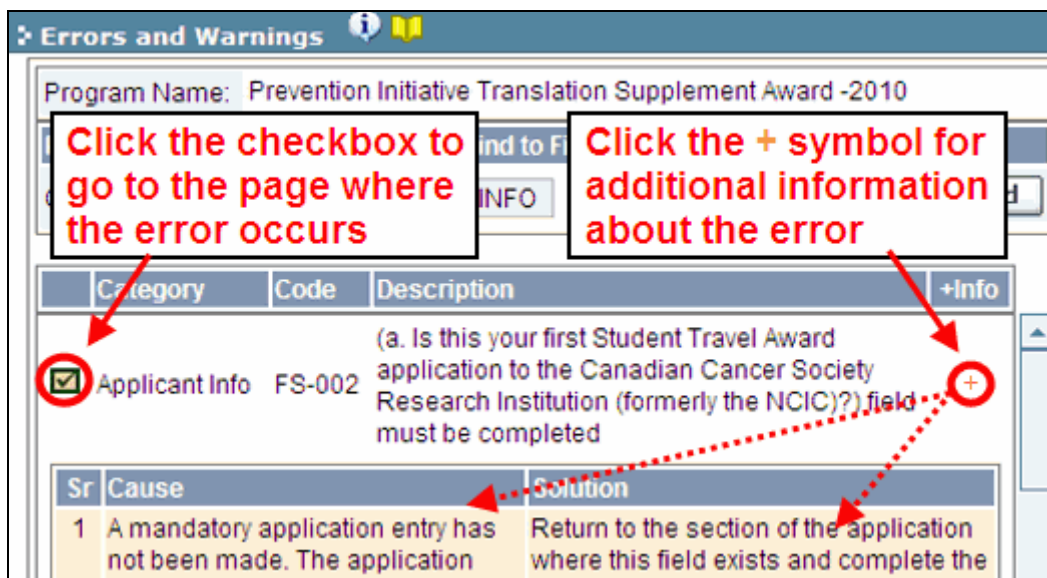 Errors and Warnings
Program Name: Prevention Initiative Translation Supplement Award -2010
Click the checkbox to
go to the page where
the error occurs
to Fi
INFO
Click the + symbol for
additional information
about the error
Category Code Description +Info
Applicant Info FS-002 (a. Is this your first Student Travel Award
application to the Canadian Cancer Society
Research Institution (formerly the NCIC)?) field
must be completed
+
Sr Cause Solution
1 A mandatory application entry has Return to the section of the application
not been made. The application where this field exists and complete the